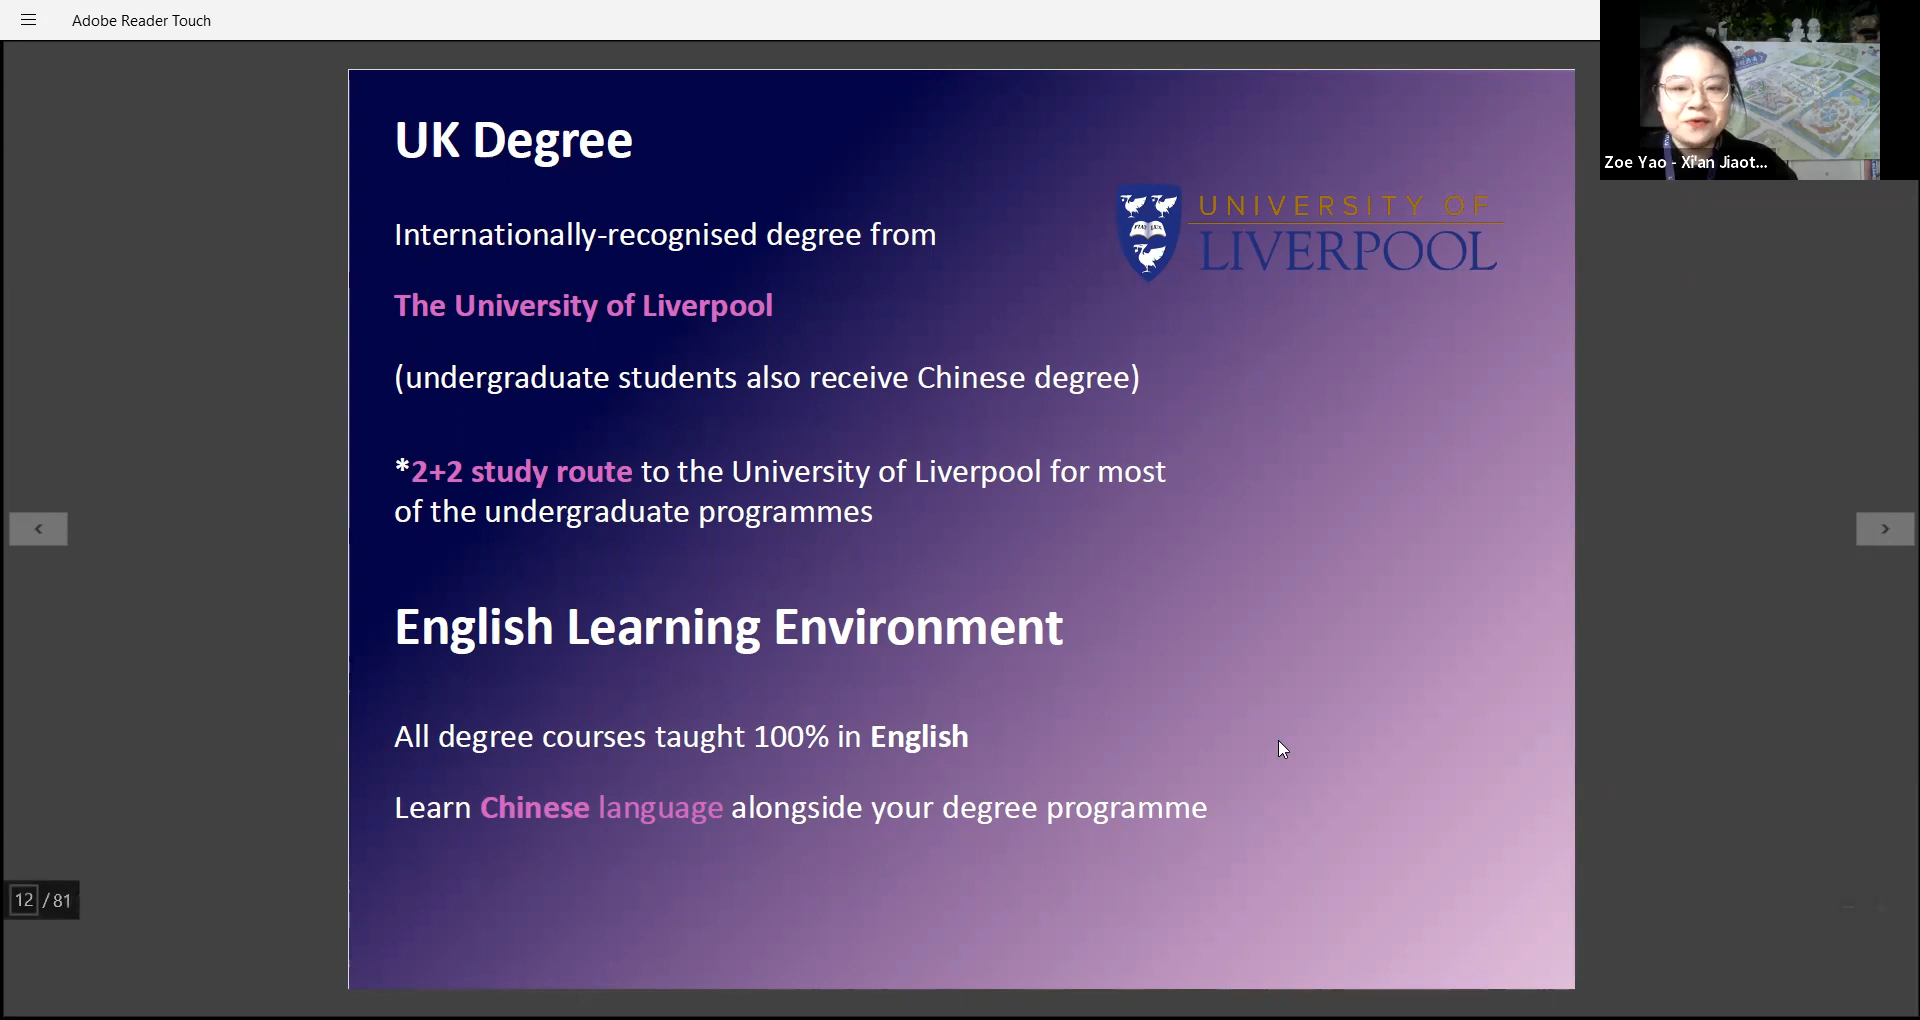 Adobe Reader Touch
Zoe Yao - Xi'an Jiaot...
UK Degree
Internationally-recognised degree from
The University of Liverpool
(undergraduate students also receive Chinese degree)
*2+2 study route to the University of Liverpool for most
of the undergraduate programmes
UNIVERSITY OF
LIVERPOOL
FIAT LUX
English Learning Environment
All degree courses taught 100% in English
Learn Chinese language alongside your degree programme
12 / 81